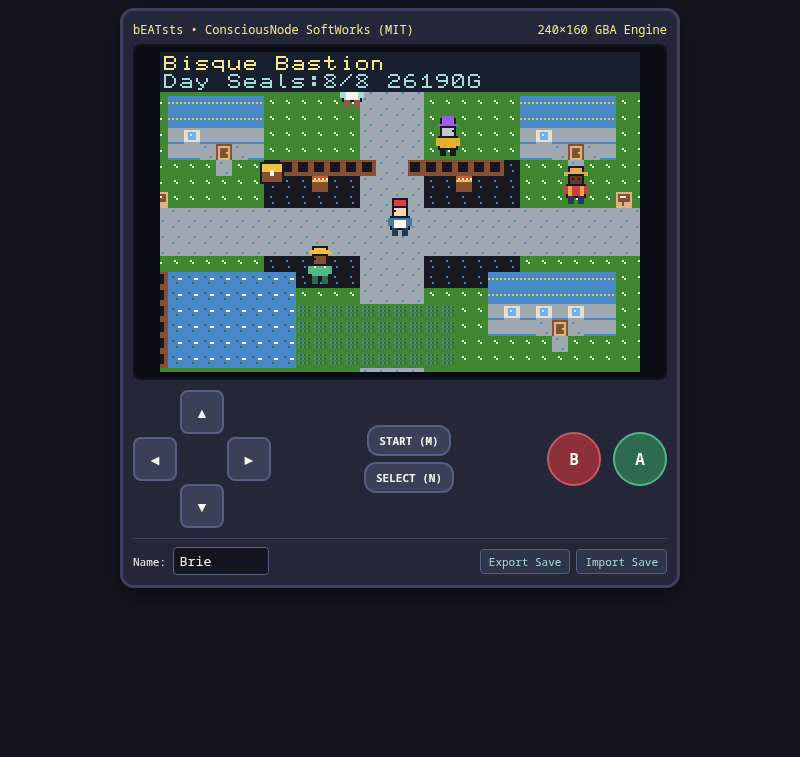 bEATsts • ConsciousNode SoftWorks (MIT) 240×160 GBA Engine
Bisque Bastion
Day Seals:8/8 26190G
▲
◀ ▶
▼
START (M)
SELECT (N)
B A
Name: Brie Export Save Import Save